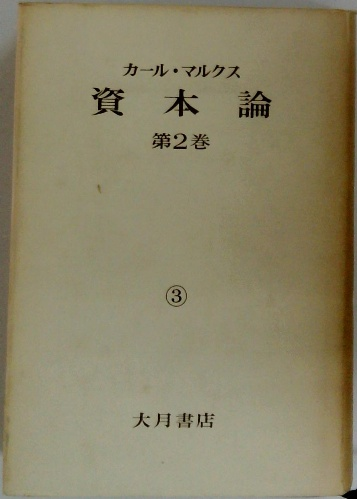 カール・マルクス
資本論
第2巻
③
大月書店